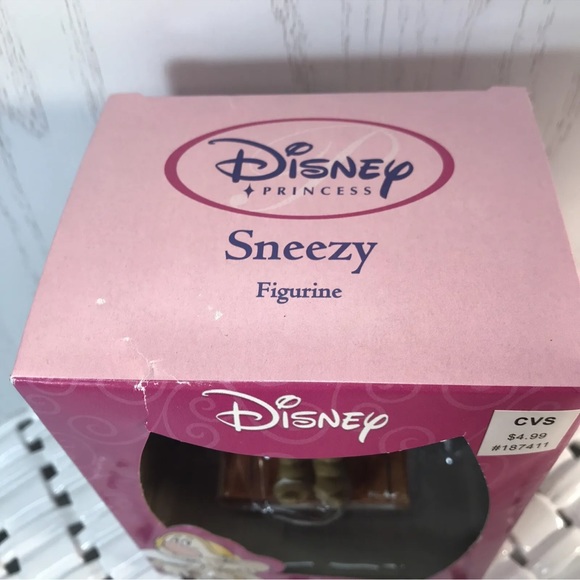 Disney
PRINCESS
Sneezy
Figurine
Disney
CVS
$4.99
#187411